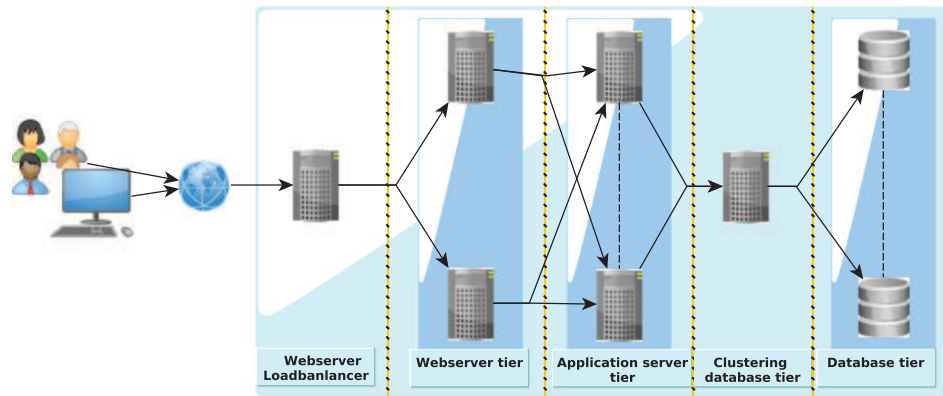 Webserver
Loadbanlancer
Webserver tier
Application server
tier
Clustering
database tier
Database tier